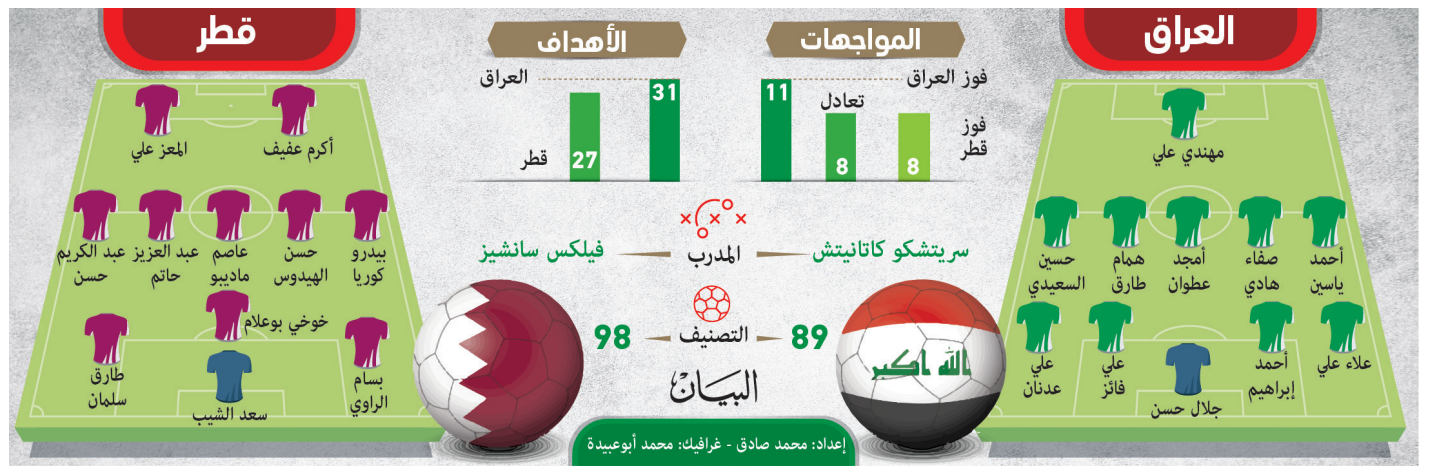 العراق
مهندي علي
أحمد
ياسين
صفاء
هادي
أمجد
عطوان
همام
طارق
حسين
السعيدي
علاء علي
أحمد
إبراهيم
علي
فائز
علي
عدنان
جلال حسن
المواجهات
فوز العراق
11
تعادل
8
فوز
قطر
8
الأهداف
العراق
31
قطر
27
سريتشكو كاتانيتش
المدرب
فيلكس سانشيز
89
التصنيف
98
الله اكبر
البيان
إعداد: محمد صادق - غرافيك: محمد أبوعبيدة
قطر
أكرم عفيف
المعز علي
بيدرو
كوريا
حسن
الهيدوس
عاصم
ماديبو
عبد العزيز
حاتم
عبد الكريم
حسن
خوخي بوعلام
بسام
الراوي
طارق
سلمان
سعد الشيب